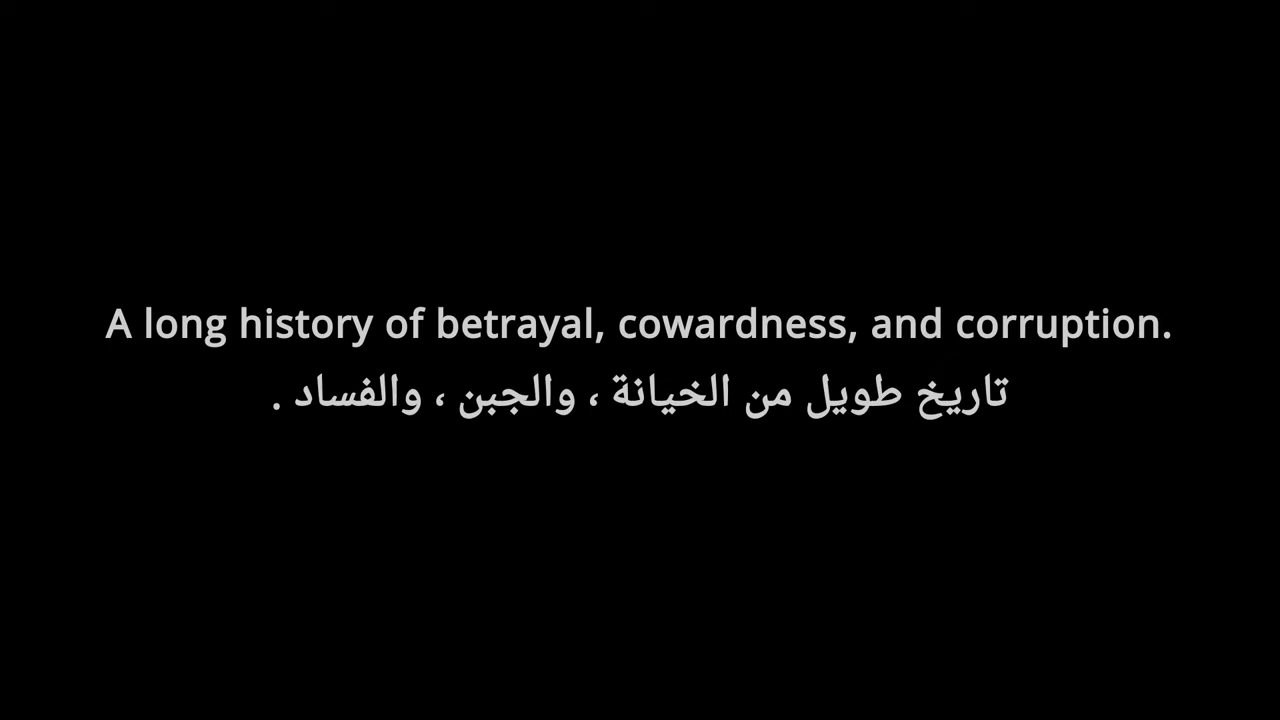 A long history of betrayal, cowardness, and corruption.
تاريخ طويل من الخيانة ، والجبن ، والفساد .